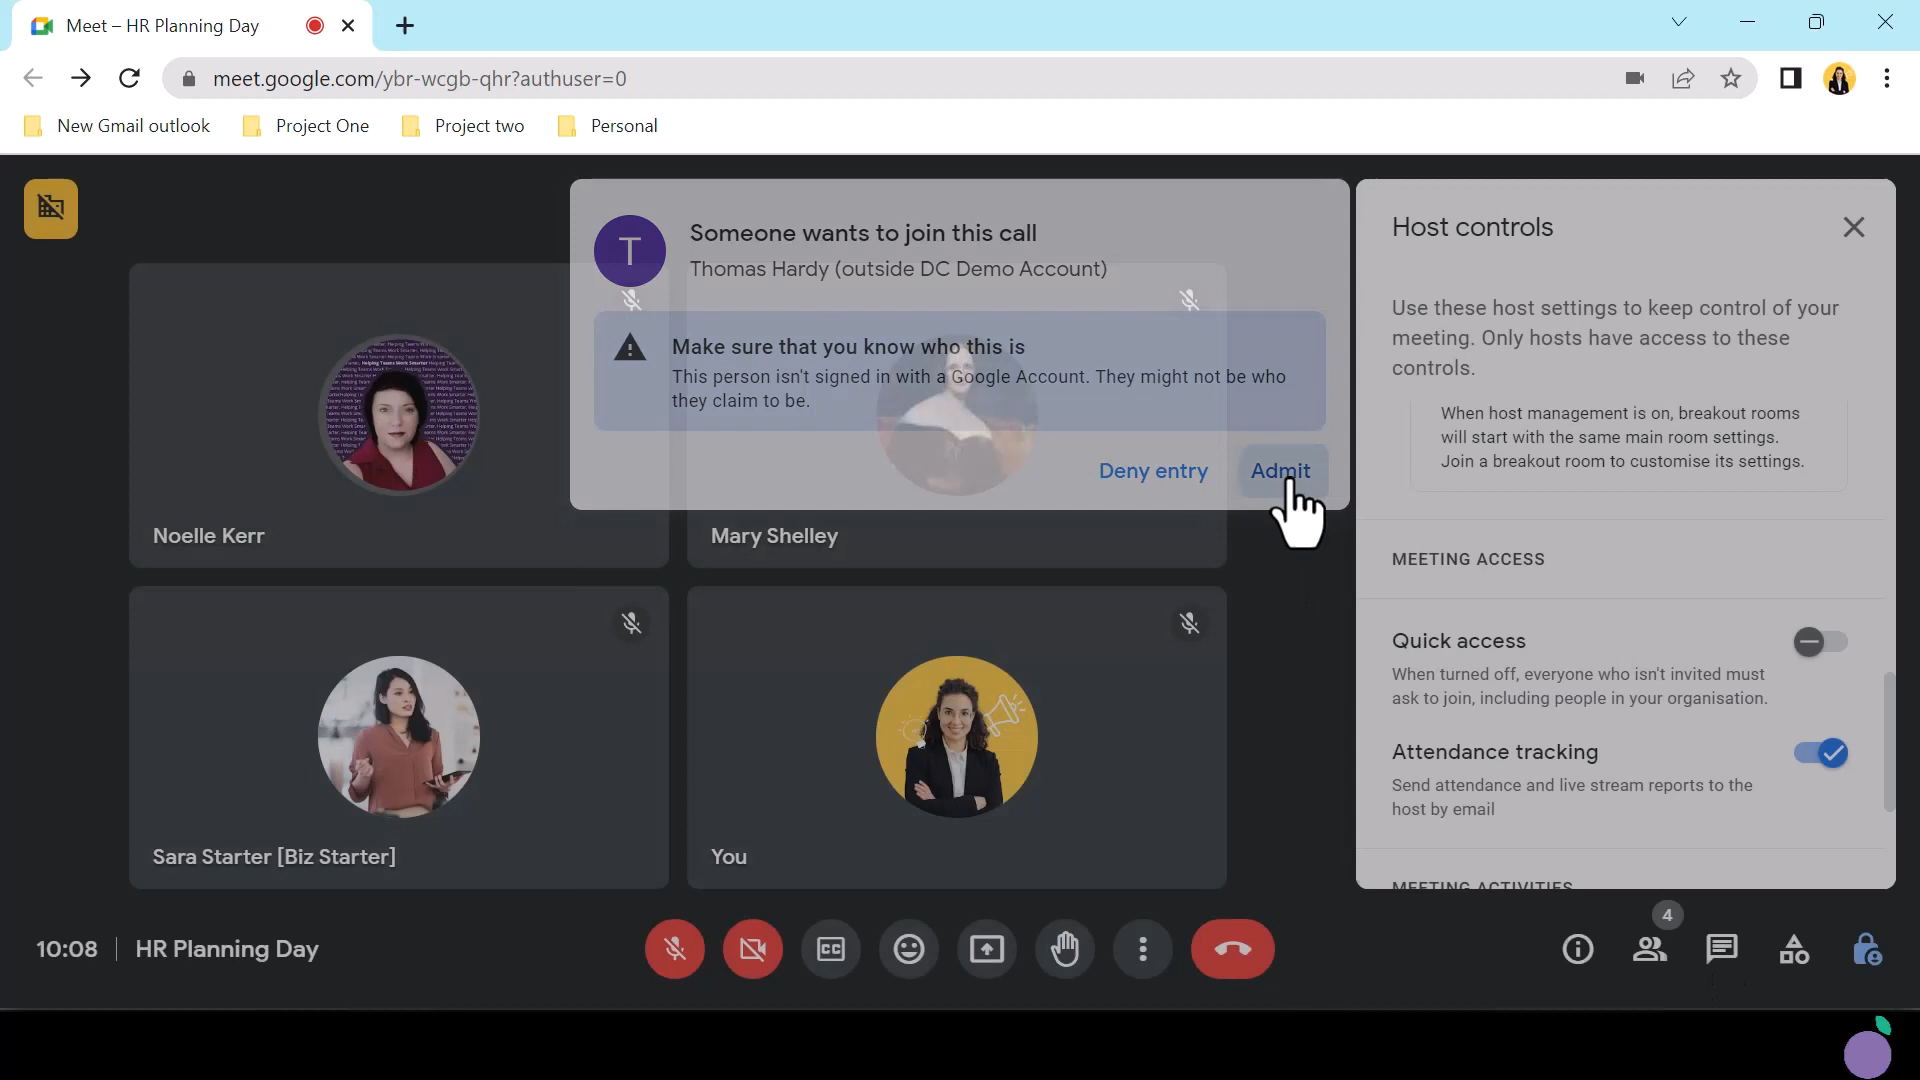 Meet – HR Planning Day
meet.google.com/ybr-wcgb-qhr?authuser=0
New Gmail outlook
Project One
Project two
Personal
T
Someone wants to join this call
Thomas Hardy (outside DC Demo Account)
Make sure that you know who this is
This person isn't signed in with a Google Account. They might not be who
they claim to be.
Deny entry
Admit
Noelle Kerr
Mary Shelley
Sara Starter [Biz Starter]
You
Host controls
Use these host settings to keep control of your
meeting. Only hosts have access to these
controls.
When host management is on, breakout rooms
will start with the same main room settings.
Join a breakout room to customise its settings.
MEETING ACCESS
Quick access
When turned off, everyone who isn't invited must
ask to join, including people in your organisation.
Attendance tracking
Send attendance and live stream reports to the
host by email
MEETING ACTIVITIES
10:08
HR Planning Day
CC
4